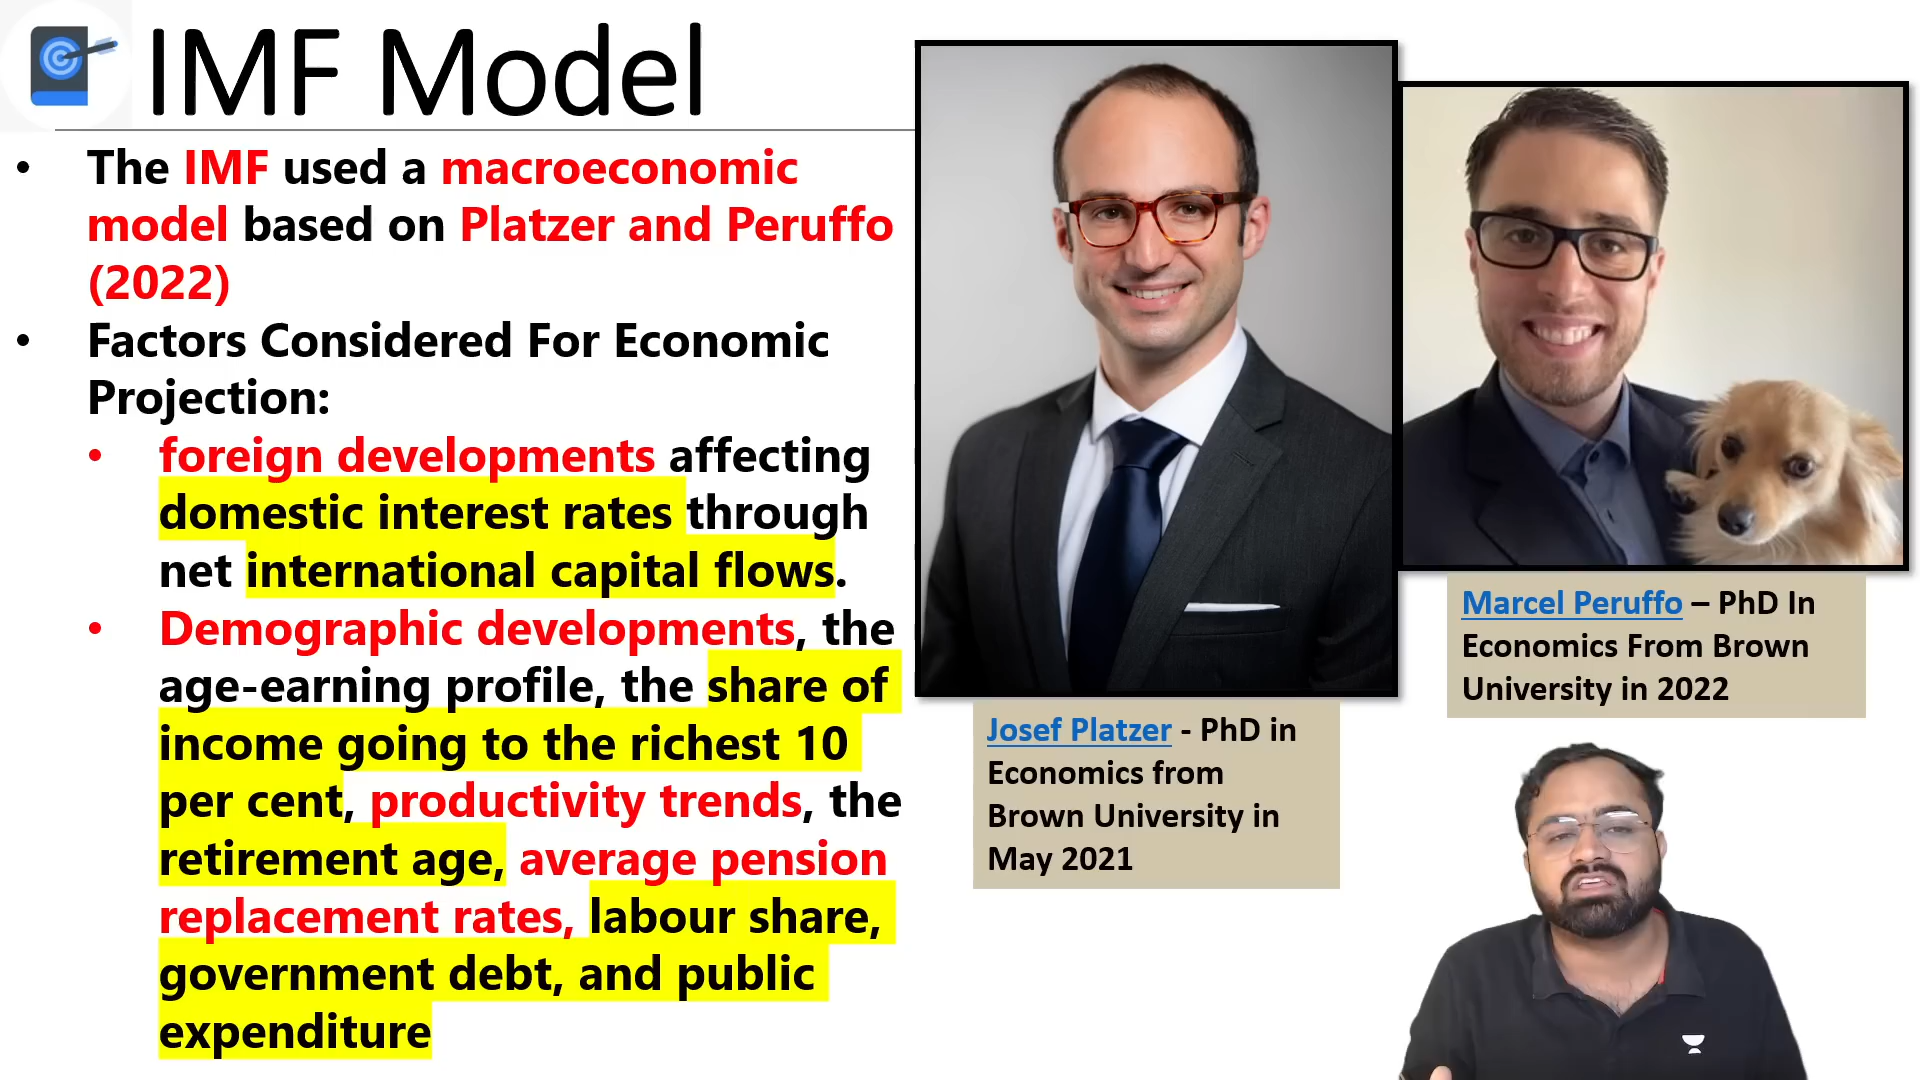 IMF Model
• The IMF used a macroeconomic
model based on Platzer and Peruffo
(2022)
• Factors Considered For Economic
Projection:
• foreign developments affecting
domestic interest rates through
net international capital flows.
• Demographic developments, the
age-earning profile, the share of
income going to the richest 10
per cent, productivity trends, the
retirement age, average pension
replacement rates, labour share,
government debt, and public
expenditure
Josef Platzer - PhD in
Economics from
Brown University in
May 2021
Marcel Peruffo – PhD In
Economics From Brown
University in 2022